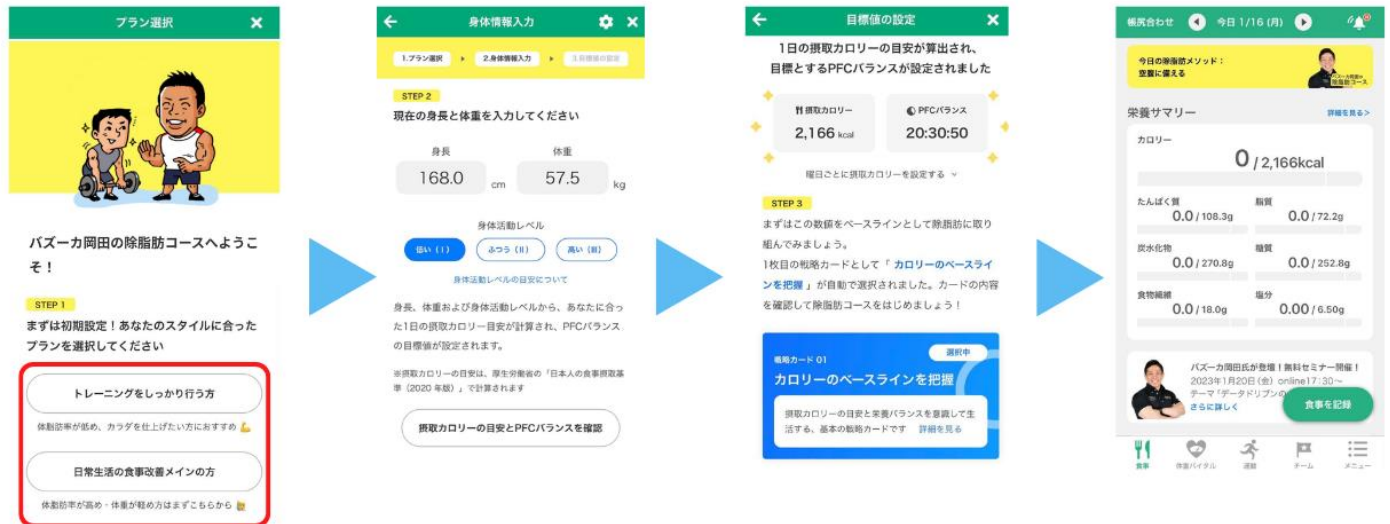 プラン選択 ×
バズーカ岡田の除脂肪コースへようこ
そ！
STEP 1
まずは初期設定！あなたのスタイルに合った
プランを選択してください
トレーニングをしっかり行う方
体脂肪率が低め、カラダを仕上げたい方におすすめ 💪
日常生活の食事改善メインの方
体脂肪率が高め・体重が軽め方はまずこちらから
← 身体情報入力 ×
1.プラン選択 ▶ 2.身体情報入力 ▶ 3.目標値の設定
STEP 2
現在の身長と体重を入力してください
身長 体重
168.0 cm 57.5 kg
身体活動レベル
低い（I） ふつう（II） 高い（III）
身体活動レベルの目安について
身長、体重および身体活動レベルから、あなたに合っ
た1日の摂取カロリー目安が計算され、PFCバランス
の目標値が設定されます。
※摂取カロリーの目安は、厚生労働省の「日本人の食事摂取基
準（2020 年版）」で計算されます
摂取カロリーの目安とPFCバランスを確認
← 目標値の設定 ×
1日の摂取カロリーの目安が算出され、
目標とするPFCバランスが設定されました
摂取カロリー PFCバランス
2,166 kcal 20:30:50
曜日ごとに摂取カロリーを設定する
STEP 3
まずはこの数値をベースラインとして除脂肪に取り
組んでみましょう。
1枚目の戦略カードとして「 カロリーのベースライ
ンを把握 」が自動で選択されました。カードの内容
を確認して除脂肪コースをはじめましょう！
選択中
戦略カード 01
カロリーのベースラインを把握
摂取カロリーの目安と栄養バランスを意識して生
活する、基本の戦略カードです 詳細を見る
帳尻合わせ 今日 1/16 (月)
今日の除脂肪メソッド：
空腹に備える
バズーカ岡田の
除脂肪コース
栄養サマリー 詳細を見る>
カロリー
0 / 2,166kcal
たんぱく質 脂質
0.0 / 108.3g 0.0 / 72.2g
炭水化物 糖質
0.0 / 270.8g 0.0 / 252.8g
食物繊維 塩分
0.0 / 18.0g 0.00 / 6.50g
バズーカ岡田氏が登壇！無料セミナー開催！
2023年1月20日（金）online17:30〜
テーマ「データドリブンの
さらに詳しく
食事を記録
食事 体重バイタル 運動 チーム メニュー